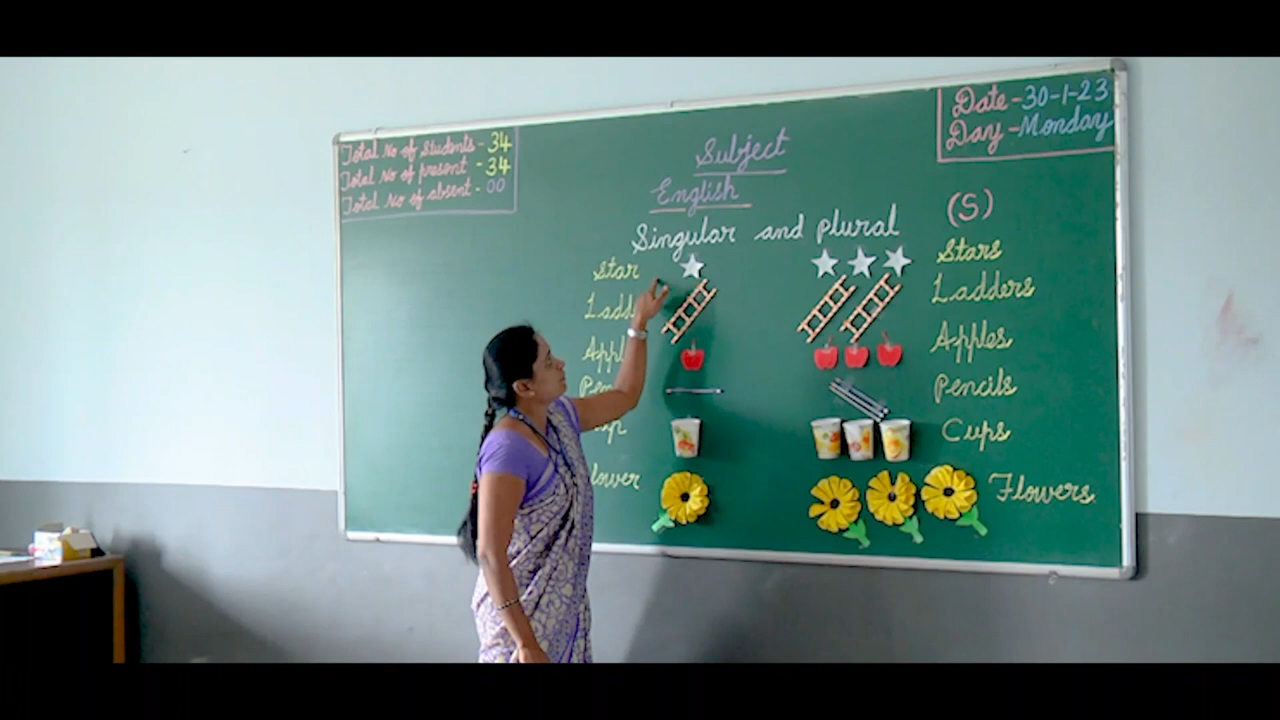 Total No of Students - 34
Total No of present - 34
Total No of absent - 00
Date - 30-1-23
Day - Monday
Subject
English
Singular and plural
(S)
Star
Stars
Ladders
Apples
Pencils
Cups
Flowers.